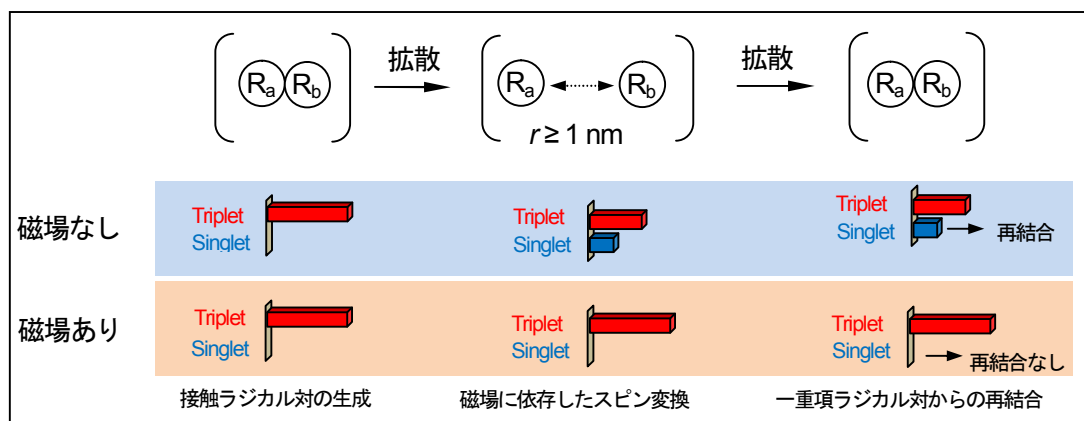 拡散 拡散
Ra Rb Ra Rb Ra Rb
r ≥ 1 nm
磁場なし
Triplet Triplet Triplet
Singlet Singlet Singlet 再結合
磁場あり
Triplet Triplet Triplet
Singlet Singlet Singlet 再結合なし
接触ラジカル対の生成 磁場に依存したスピン変換 一重項ラジカル対からの再結合